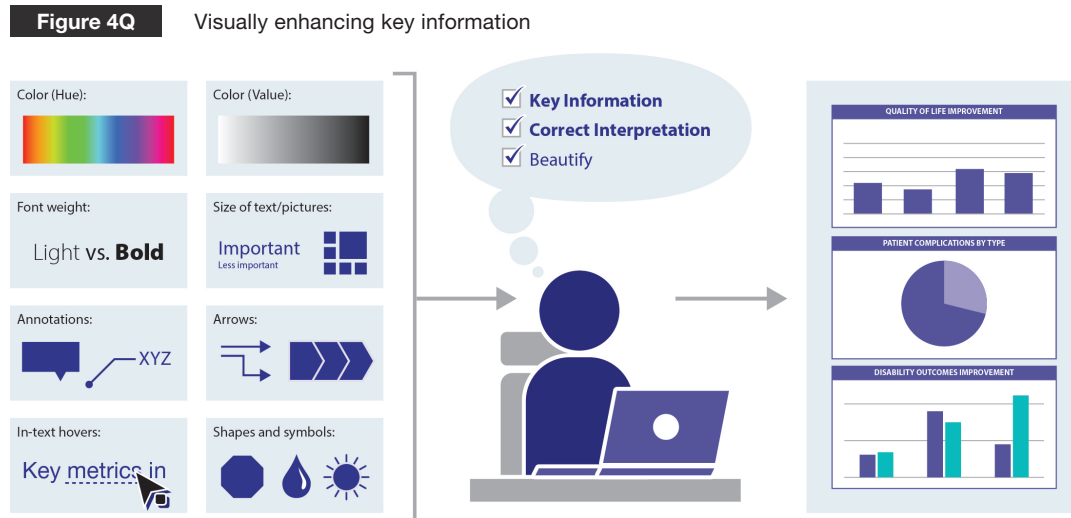 Figure 4Q
Visually enhancing key information
Color (Hue):
Color (Value):
Font weight:
Light vs. Bold
Size of text/pictures:
Important
Less important
Annotations:
XYZ
Arrows:
In-text hovers:
Key metrics in
Shapes and symbols:
Key Information
Correct Interpretation
Beautify
QUALITY OF LIFE IMPROVEMENT
PATIENT COMPLICATIONS BY TYPE
DISABILITY OUTCOMES IMPROVEMENT